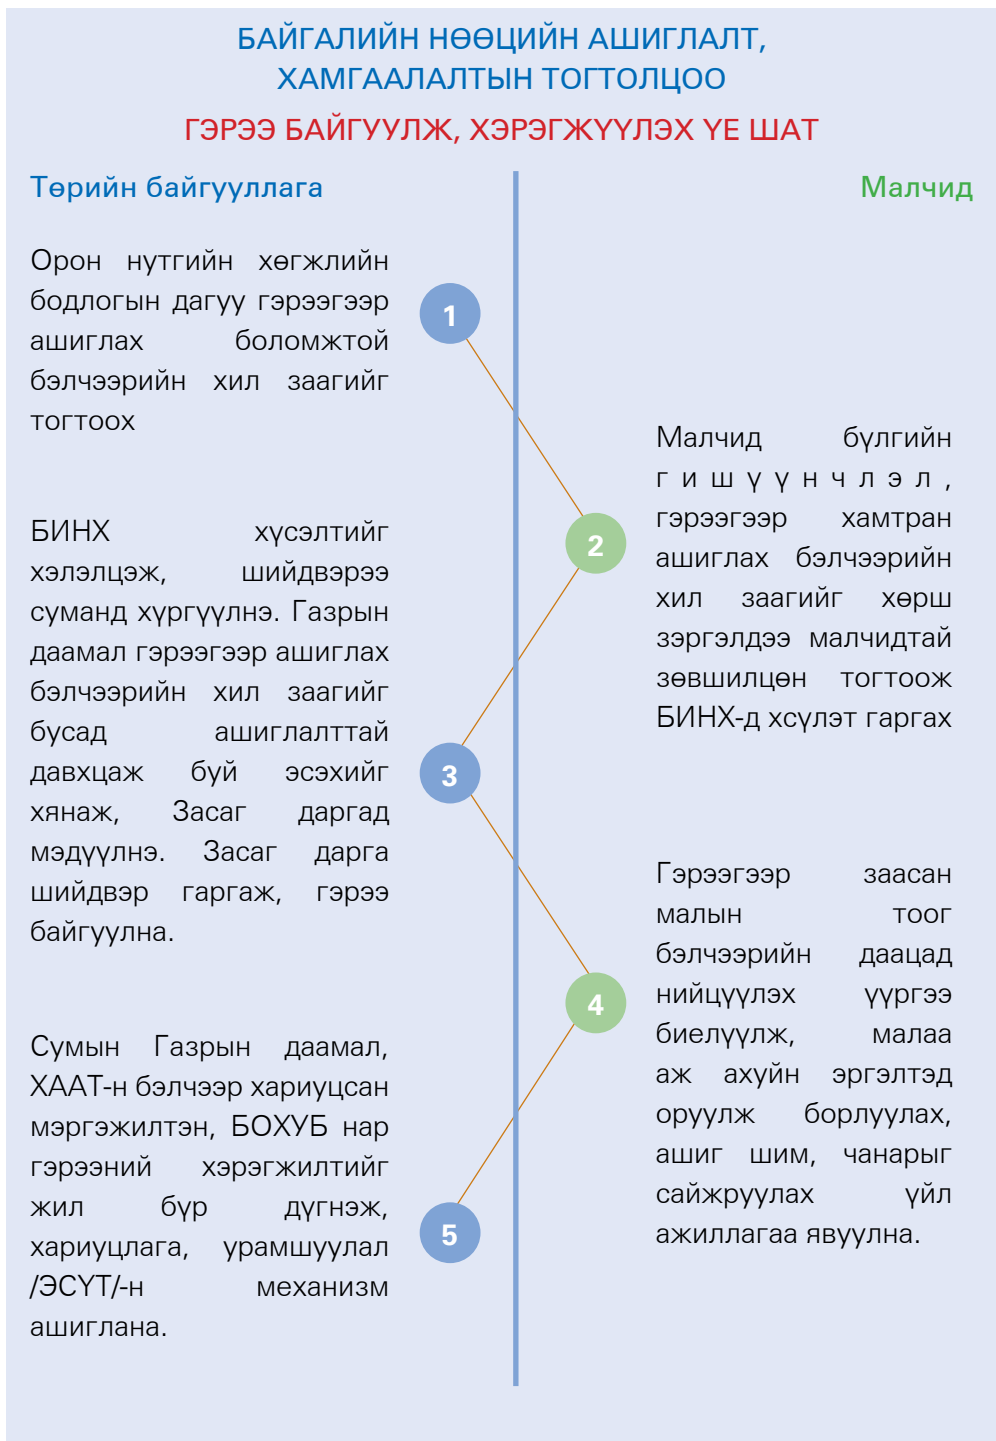 БАЙГАЛИЙН НӨӨЦИЙН АШИГЛАЛТ,
ХАМГААЛАЛТЫН ТОГТОЛЦОО
ГЭРЭЭ БАЙГУУЛЖ, ХЭРЭГЖҮҮЛЭХ ҮЕ ШАТ
Төрийн байгууллага
Малчид
Орон нутгийн хөгжлийн
бодлогын дагуу гэрээгээр
ашиглах боломжтой
бэлчээрийн хил заагийг
тогтоох
1
Малчид бүлгийн
гишүүнчлэл,
гэрээгээр хамтран
ашиглах бэлчээрийн
хил заагийг хөрш
зэргэлдээ малчидтай
зөвшилцөн тогтоож
БИНХ-д хсүлэт гаргах
2
БИНХ хүсэлтийг
хэлэлцэж, шийдвэрээ
суманд хүргүүлнэ. Газрын
даамал гэрээгээр ашиглах
бэлчээрийн хил заагийг
бусад ашиглалттай
давхцаж буй эсэхийг
хянаж, Засаг даргад
мэдүүлнэ. Засаг дарга
шийдвэр гаргаж, гэрээ
байгуулна.
3
Гэрээгээр заасан
малын тоог
бэлчээрийн даацад
нийцүүлэх үүргээ
биелүүлж, малаа
аж ахуйн эргэлтэд
оруулж борлуулах,
ашиг шим, чанарыг
сайжруулах үйл
ажиллагаа явуулна.
4
Сумын Газрын даамал,
ХААТ-н бэлчээр хариуцсан
мэргэжилтэн, БОХУБ нар
гэрээний хэрэгжилтийг
жил бүр дүгнэж,
хариуцлага, урамшуулал
/ЭСҮТ/-н механизм
ашиглана.
5